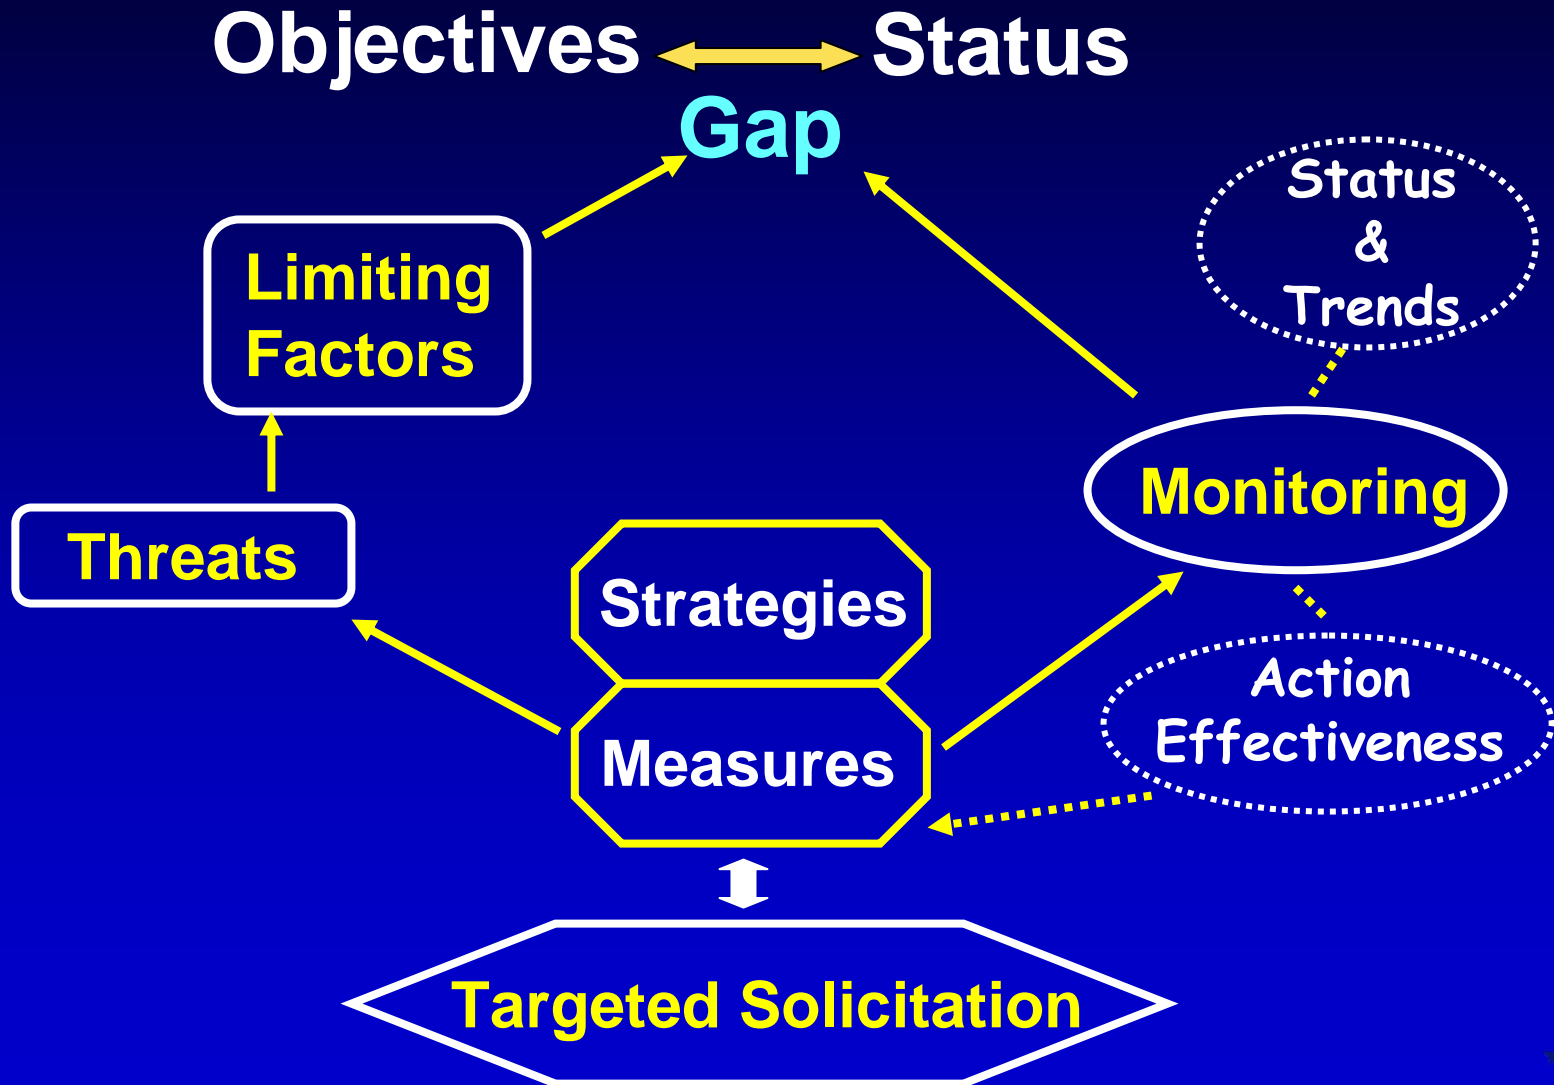 Objectives Status
Gap
Status
&
Trends
Limiting
Factors
Monitoring
Threats
Strategies
Action
Effectiveness
Measures
Targeted Solicitation